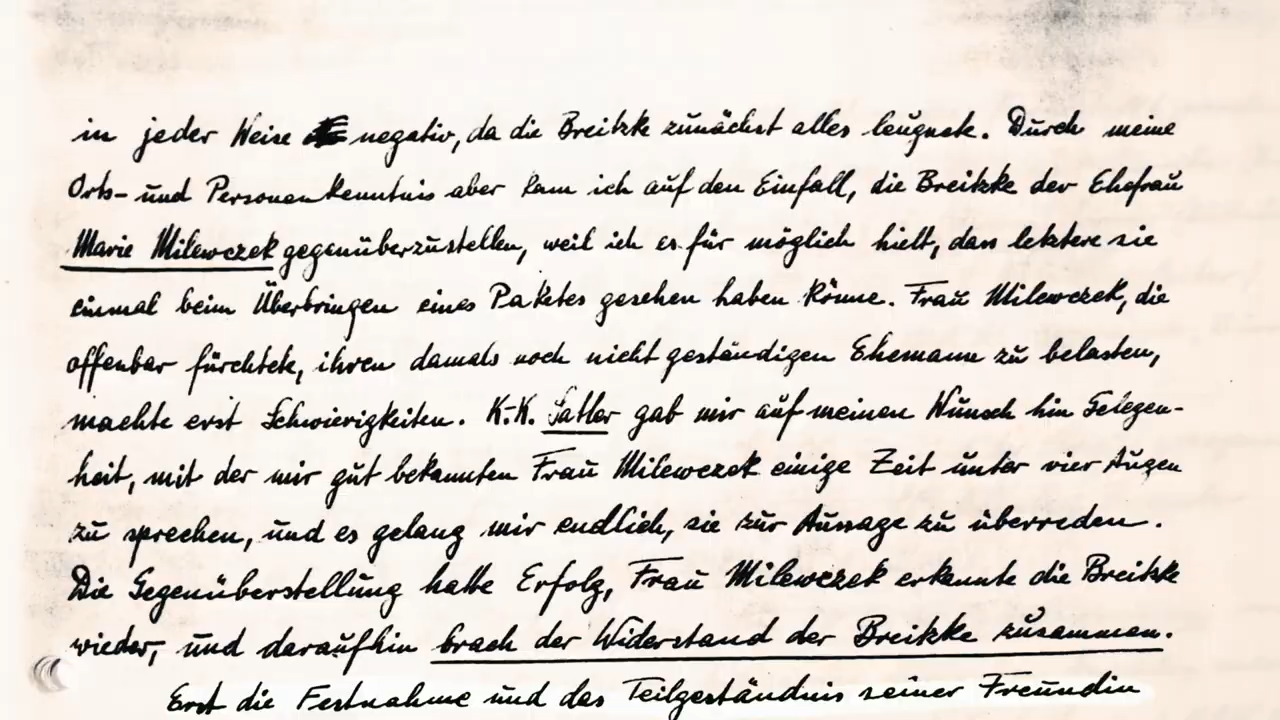 in jeder Weise negativ, da die Breitzke zunächst alles leugnete. Durch meine
Orts- und Personenkenntnis aber kam ich auf den Einfall, die Breitzke der Ehefrau
Marie Milewczek gegenüberzustellen, weil ich es für möglich hielt, dass letztere sie
einmal beim Überbringen eines Paketes gesehen haben könne. Frau Milewczek, die
offenbar fürchtete, ihren damals noch nicht geständigen Ehemann zu belasten,
machte erst Schwierigkeiten. K.-K. Satler gab mir auf meinen Wunsch hin Gelegen-
heit, mit der mir gut bekannten Frau Milewczek einige Zeit unter vier Augen
zu sprechen, und es gelang mir endlich, sie zur Aussage zu überreden.
Die Gegenüberstellung hatte Erfolg, Frau Milewczek erkannte die Breitzke
wieder, und daraufhin brach der Widerstand der Breitzke zusammen.
Erst die Festnahme und das Teilgeständnis seiner Freundin